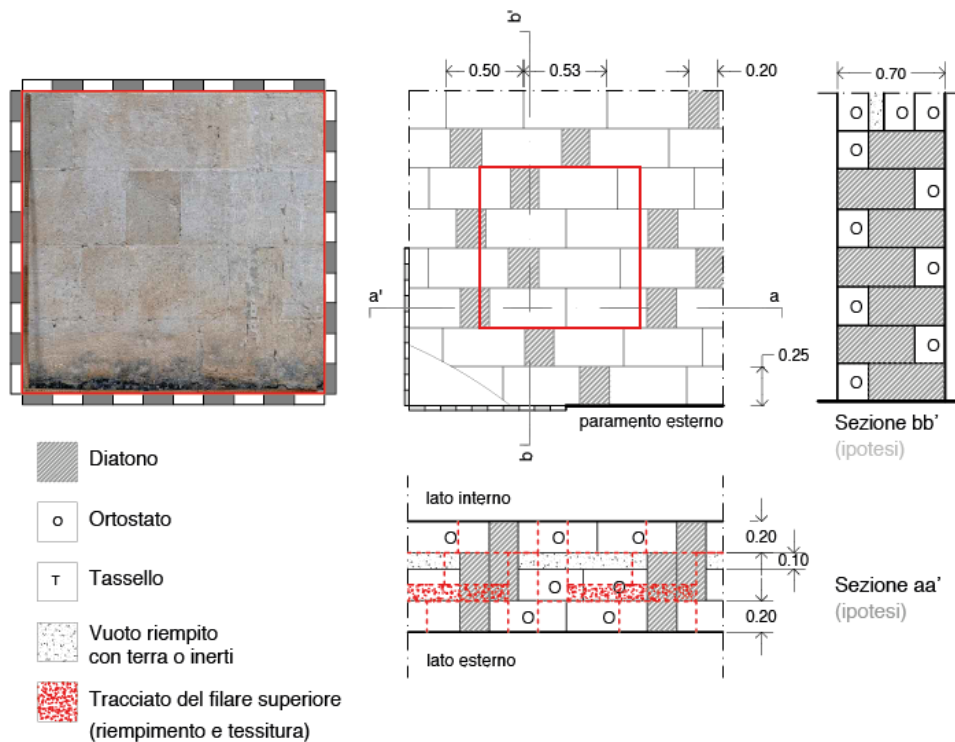 b'
0.50
0.53
0.20
0.70
O
O
O
O
O
O
O
O
O
O
a'
a
0.25
paramento esterno
b
Sezione bb'
(ipotesi)
Diatono
O
Ortostato
T
Tassello
Vuoto riempito
con terra o inerti
Tracciato del filare superiore
(riempimento e tessitura)
lato interno
O
O
O
0.20
0.10
O
O
O
O
0.20
lato esterno
Sezione aa'
(ipotesi)